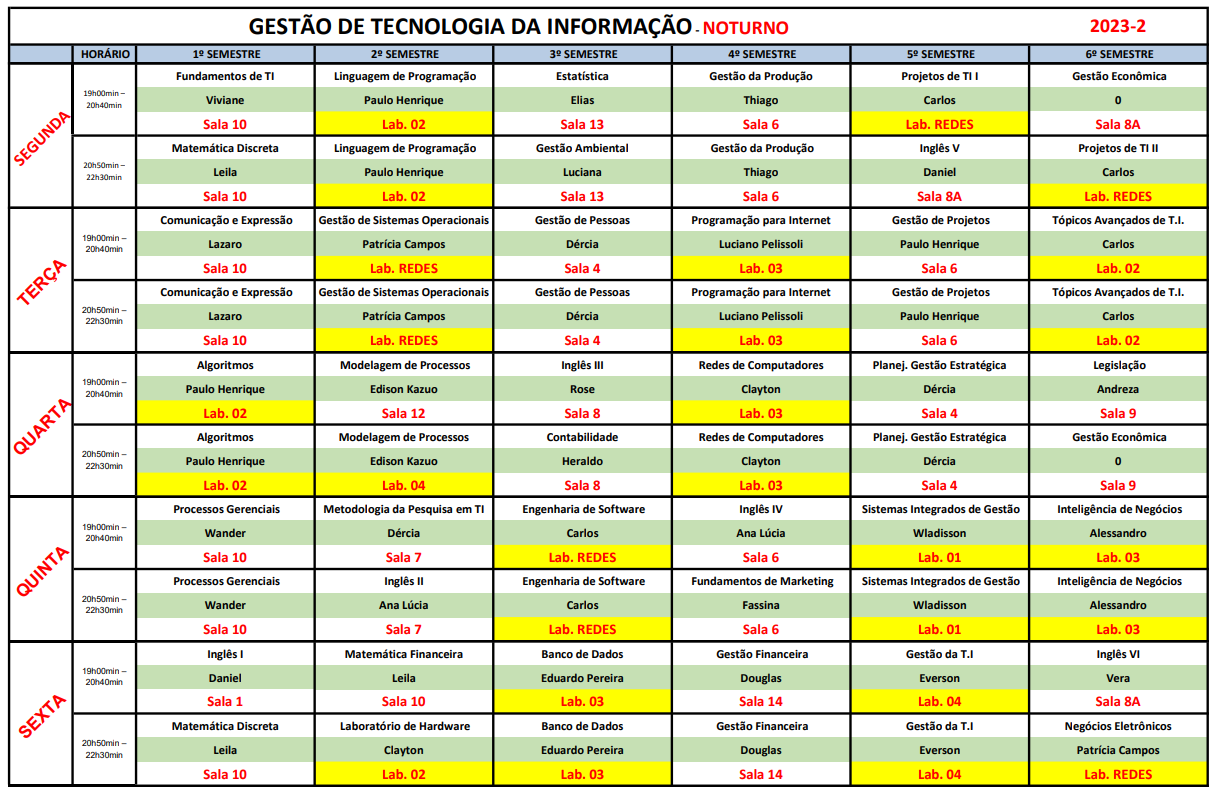 GESTÃO DE TECNOLOGIA DA INFORMAÇÃO - NOTURNO 2023-2
HORÁRIO 1º SEMESTRE 2º SEMESTRE 3º SEMESTRE 4º SEMESTRE 5º SEMESTRE 6º SEMESTRE
SEGUNDA
19h00min – 20h40min
Fundamentos de TI Linguagem de Programação Estatística Gestão da Produção Projetos de TI I Gestão Econômica
Viviane Paulo Henrique Elias Thiago Carlos 0
Sala 10 Lab. 02 Sala 13 Sala 6 Lab. REDES Sala 8A
20h50min – 22h30min
Matemática Discreta Linguagem de Programação Gestão Ambiental Gestão da Produção Inglês V Projetos de TI II
Leila Paulo Henrique Luciana Thiago Daniel Carlos
Sala 10 Lab. 02 Sala 13 Sala 6 Sala 8A Lab. REDES
TERÇA
19h00min – 20h40min
Comunicação e Expressão Gestão de Sistemas Operacionais Gestão de Pessoas Programação para Internet Gestão de Projetos Tópicos Avançados de T.I.
Lazaro Patrícia Campos Dércia Luciano Pelissoli Paulo Henrique Carlos
Sala 10 Lab. REDES Sala 4 Lab. 03 Sala 6 Lab. 02
20h50min – 22h30min
Comunicação e Expressão Gestão de Sistemas Operacionais Gestão de Pessoas Programação para Internet Gestão de Projetos Tópicos Avançados de T.I.
Lazaro Patrícia Campos Dércia Luciano Pelissoli Paulo Henrique Carlos
Sala 10 Lab. REDES Sala 4 Lab. 03 Sala 6 Lab. 02
QUARTA
19h00min – 20h40min
Algoritmos Modelagem de Processos Inglês III Redes de Computadores Planej. Gestão Estratégica Legislação
Paulo Henrique Edison Kazuo Rose Clayton Dércia Andreza
Lab. 02 Sala 12 Sala 8 Lab. 03 Sala 4 Sala 9
20h50min – 22h30min
Algoritmos Modelagem de Processos Contabilidade Redes de Computadores Planej. Gestão Estratégica Gestão Econômica
Paulo Henrique Edison Kazuo Heraldo Clayton Dércia 0
Lab. 02 Lab. 04 Sala 8 Lab. 03 Sala 4 Sala 9
QUINTA
19h00min – 20h40min
Processos Gerenciais Metodologia da Pesquisa em TI Engenharia de Software Inglês IV Sistemas Integrados de Gestão Inteligência de Negócios
Wander Dércia Carlos Ana Lúcia Wladisson Alessandro
Sala 10 Sala 7 Lab. REDES Sala 6 Lab. 01 Lab. 03
20h50min – 22h30min
Processos Gerenciais Inglês II Engenharia de Software Fundamentos de Marketing Sistemas Integrados de Gestão Inteligência de Negócios
Wander Ana Lúcia Carlos Fassina Wladisson Alessandro
Sala 10 Sala 7 Lab. REDES Sala 6 Lab. 01 Lab. 03
SEXTA
19h00min – 20h40min
Inglês I Matemática Financeira Banco de Dados Gestão Financeira Gestão da T.I Inglês VI
Daniel Leila Eduardo Pereira Douglas Everson Vera
Sala 1 Sala 10 Lab. 03 Sala 14 Lab. 04 Sala 8A
20h50min – 22h30min
Matemática Discreta Laboratório de Hardware Banco de Dados Gestão Financeira Gestão da T.I Negócios Eletrônicos
Leila Clayton Eduardo Pereira Douglas Everson Patrícia Campos
Sala 10 Lab. 02 Lab. 03 Sala 14 Lab. 04 Lab. REDES